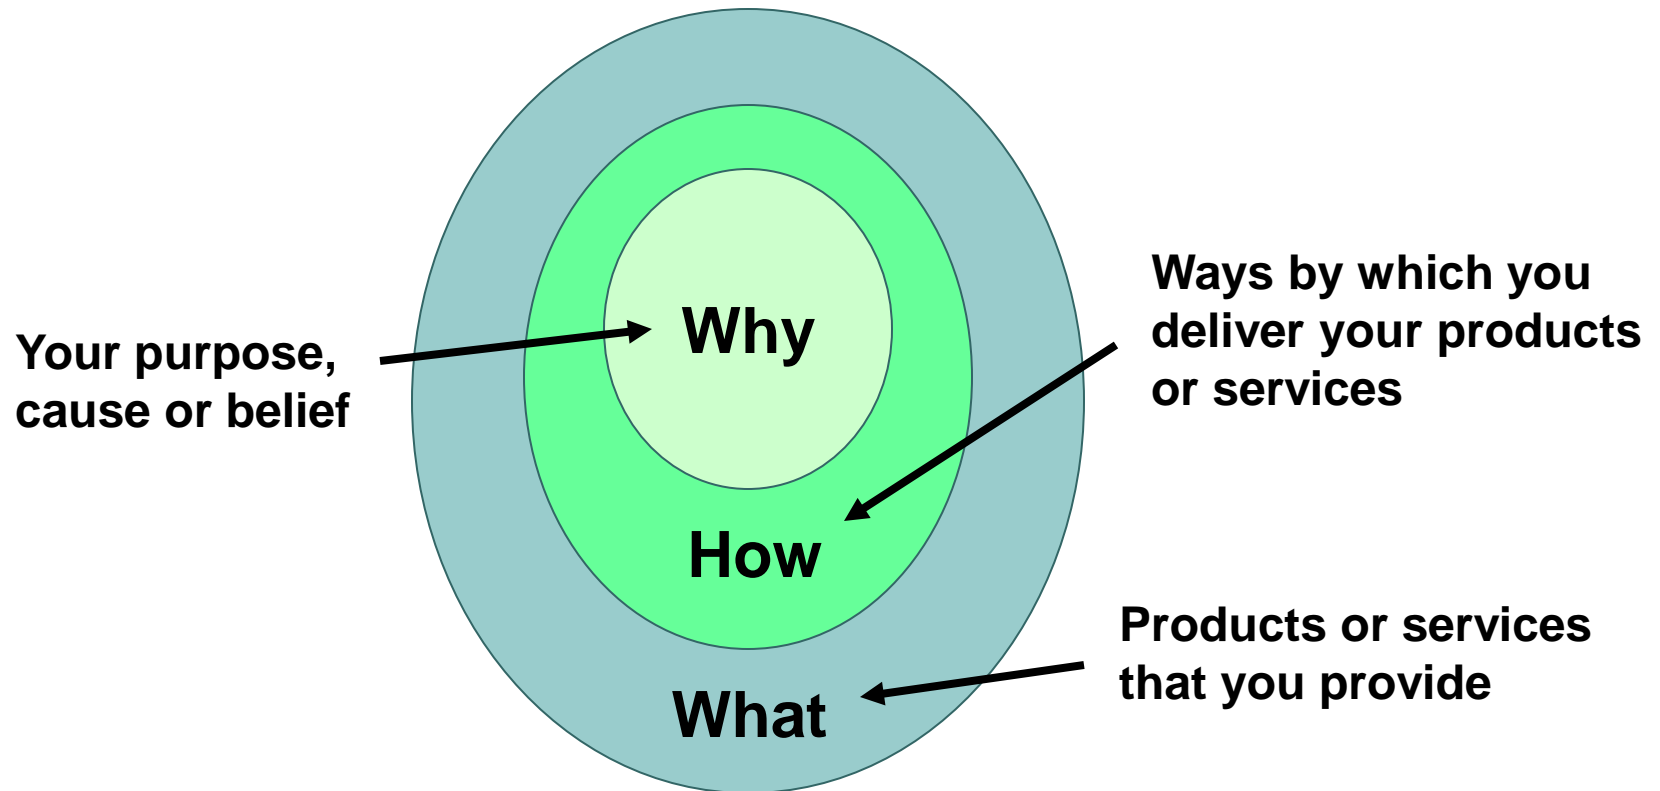 Why
Your purpose,
cause or belief
Ways by which you
deliver your products
or services
How
Products or services
that you provide
What